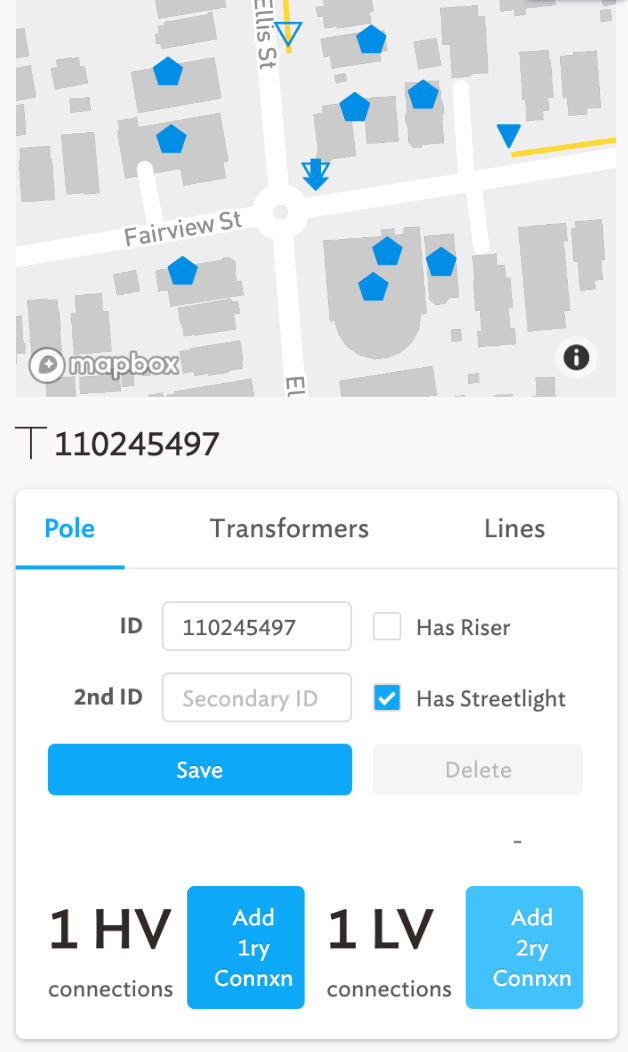 Ellis St
Fairview St
El
mapbox
110245497
Pole
Transformers
Lines
ID
110245497
Has Riser
2nd ID
Secondary ID
Has Streetlight
Save
Delete
-
1 HV
connections
Add
1ry
Connxn
1 LV
connections
Add
2ry
Connxn